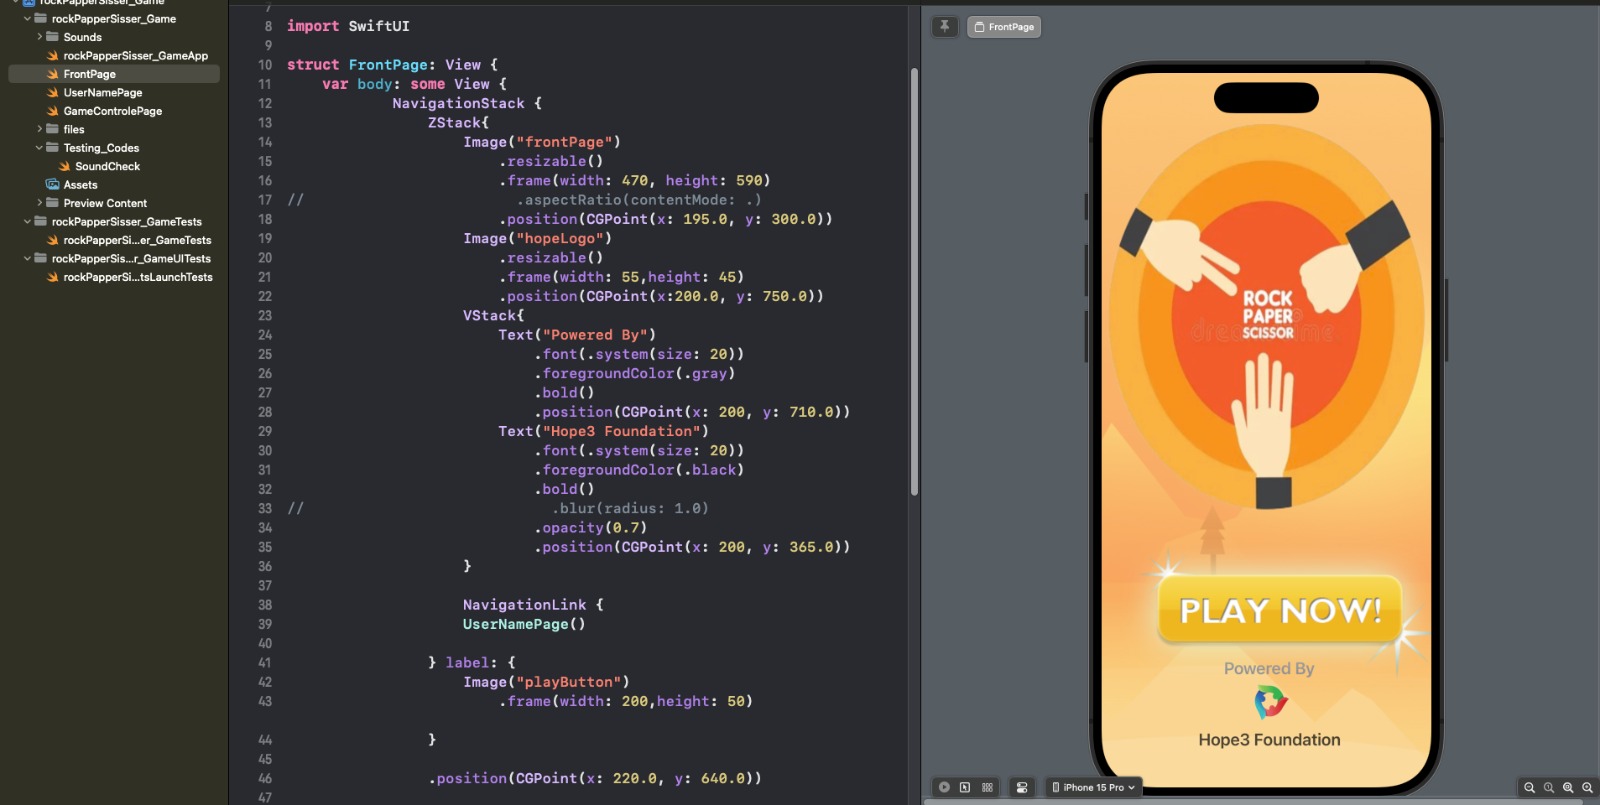 rockPapperSisser_Game
rockPapperSisser_Game
Sounds
rockPapperSisser_GameApp
FrontPage
UserNamePage
GameControlePage
files
Testing_Codes
SoundCheck
Assets
Preview Content
rockPapperSisser_GameTests
rockPapperSi...er_GameTests
rockPapperSis...r_GameUITests
rockPapperSi...tsLaunchTests
7
8 import SwiftUI
9
10 struct FrontPage: View {
11 var body: some View {
12 NavigationStack {
13 ZStack{
14 Image("frontPage")
15 .resizable()
16 .frame(width: 470, height: 590)
17 // .aspectRatio(contentMode: .)
18 .position(CGPoint(x: 195.0, y: 300.0))
19 Image("hopeLogo")
20 .resizable()
21 .frame(width: 55,height: 45)
22 .position(CGPoint(x:200.0, y: 750.0))
23 VStack{
24 Text("Powered By")
25 .font(.system(size: 20))
26 .foregroundColor(.gray)
27 .bold()
28 .position(CGPoint(x: 200, y: 710.0))
29 Text("Hope3 Foundation")
30 .font(.system(size: 20))
31 .foregroundColor(.black)
32 .bold()
33 // .blur(radius: 1.0)
34 .opacity(0.7)
35 .position(CGPoint(x: 200, y: 365.0))
36 }
37
38 NavigationLink {
39 UserNamePage()
40
41 } label: {
42 Image("playButton")
43 .frame(width: 200,height: 50)
44 }
45
46 .position(CGPoint(x: 220.0, y: 640.0))
47
FrontPage
ROCK
PAPER
SCISSOR
dreamstime
PLAY NOW!
Powered By
Hope3 Foundation
iPhone 15 Pro